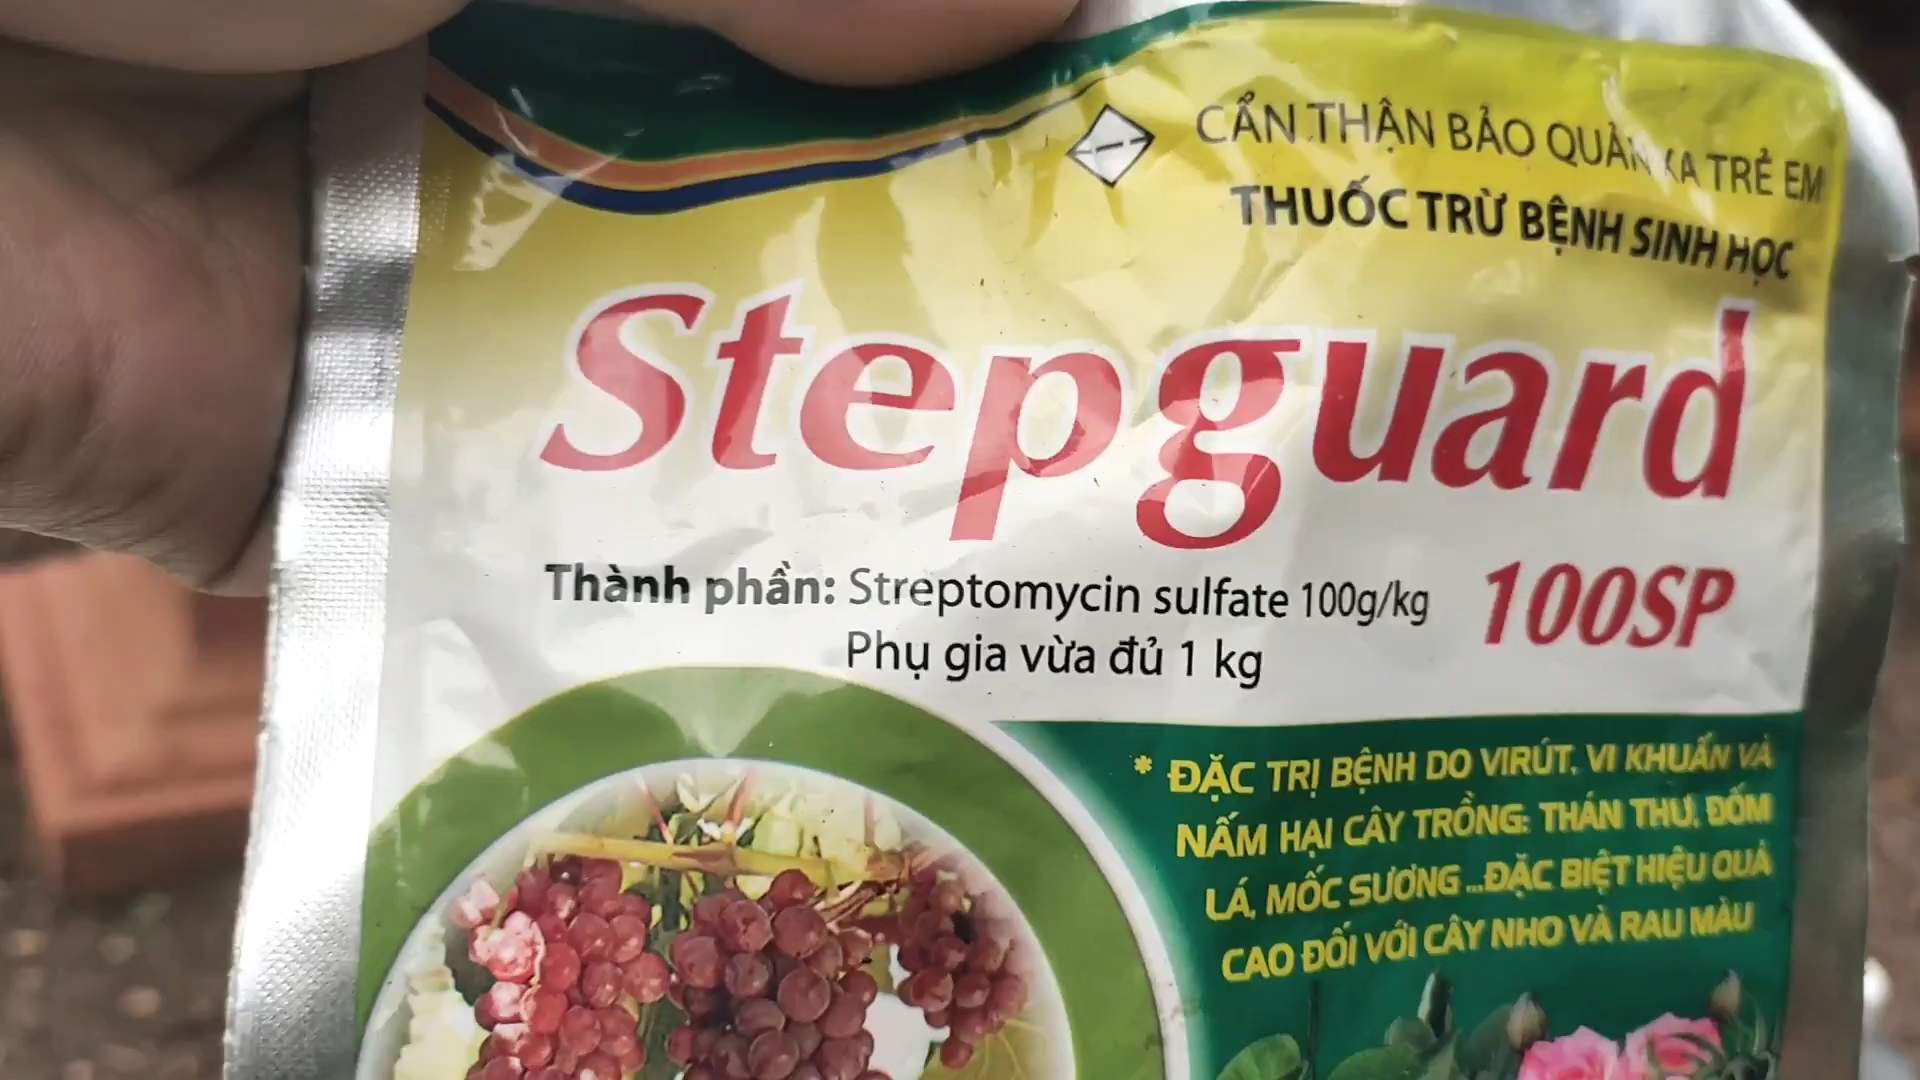 CẨN THẬN BẢO QUẢN XA TRẺ EM
THUỐC TRỪ BỆNH SINH HỌC
Stepguard
100SP
Thành phần: Streptomycin sulfate 100g/kg
Phụ gia vừa đủ 1 kg
* ĐẶC TRỊ BỆNH DO VIRÚT, VI KHUẨN VÀ
NẤM HẠI CÂY TRỒNG: THÁN THƯ, ĐỐM
LÁ, MỐC SƯƠNG ...ĐẶC BIỆT HIỆU QUẢ
CAO ĐỐI VỚI CÂY NHO VÀ RAU MÀU